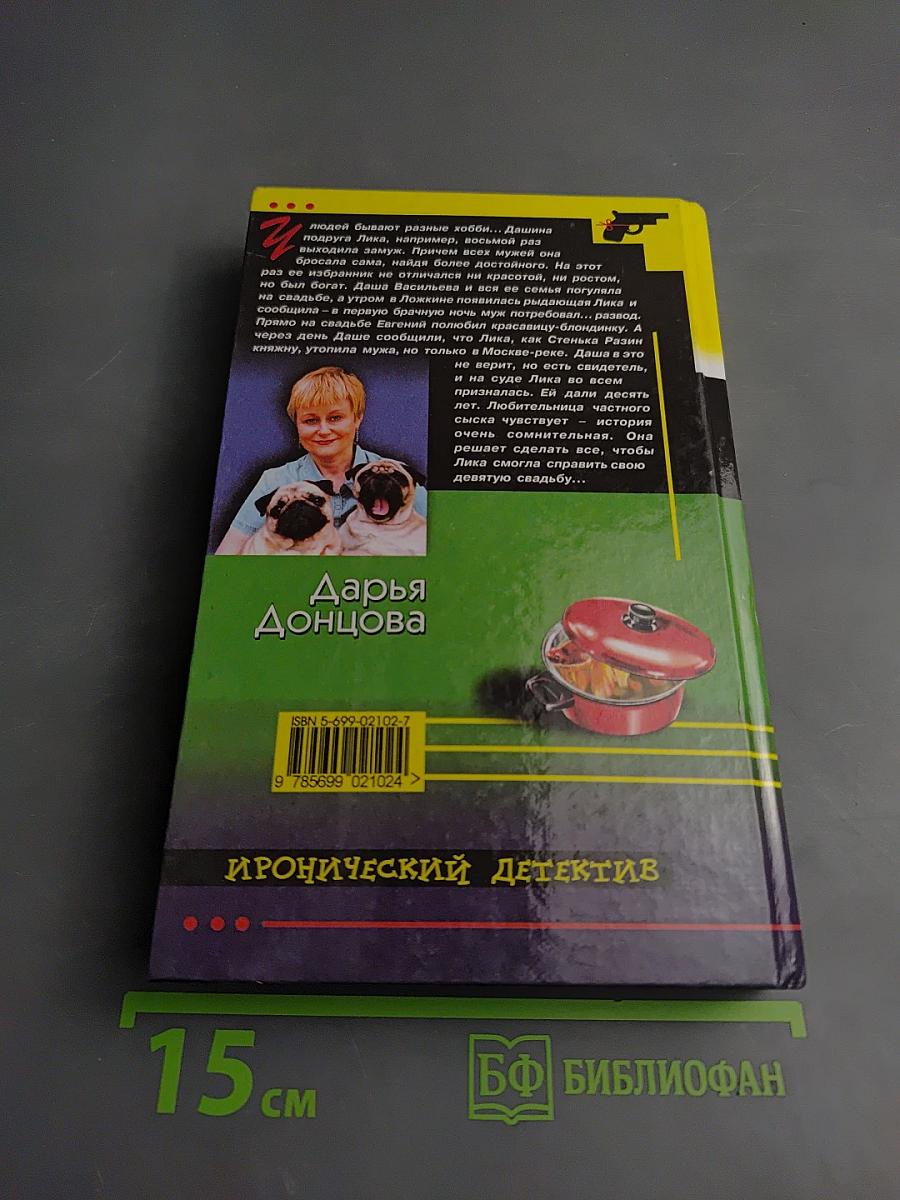 У людей бывают разные хобби... Дашина
подруга Лика, например, восьмой раз
выходила замуж. Причем всех мужей она
бросала сама, найдя более достойного. На этот
раз ее избранник не отличался ни красотой, ни ростом,
но был богат. Даша Васильева и вся ее семья погуляла
на свадьбе, а утром в Ложкине появилась рыдающая Лика и
сообщила – в первую брачную ночь муж потребовал... развод.
Прямо на свадьбе Евгений полюбил красавицу-блондинку. А
через день Даше сообщили, что Лика, как Стенька Разин
княжну, утопила мужа, но только в Москве-реке. Даша в это
не верит, но есть свидетель,
и на суде Лика во всем
призналась. Ей дали десять
лет. Любительница частного
сыска чувствует – история
очень сомнительная. Она
решает сделать все, чтобы
Лика смогла справить свою
девятую свадьбу...
Дарья
Донцова
ISBN 5-699-02102-7
9 785699 021024 >
ИРОНИЧЕСКИЙ ДЕТЕКТИВ
15 см
БФ БИБЛИОФАН